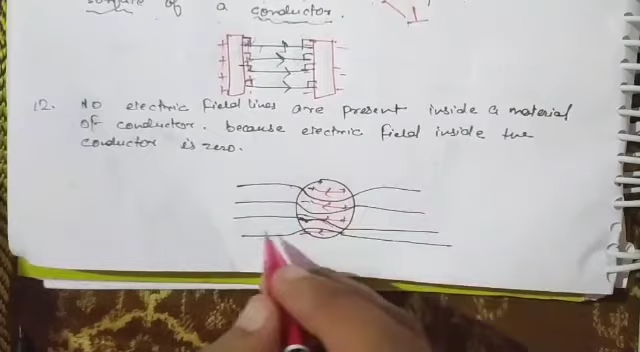 surface of a conductor.
+ -
+ -
+ -
+ -
+ -
12. No electric field lines are present inside a material
of conductor. because electric field inside the
conductor is zero.